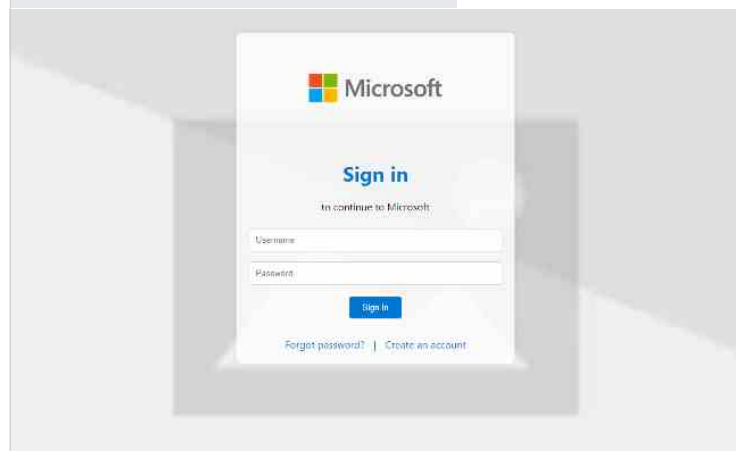 Microsoft
Sign in
to continue to Microsoft
Username
Password
Sign In
Forgot password? | Create an account